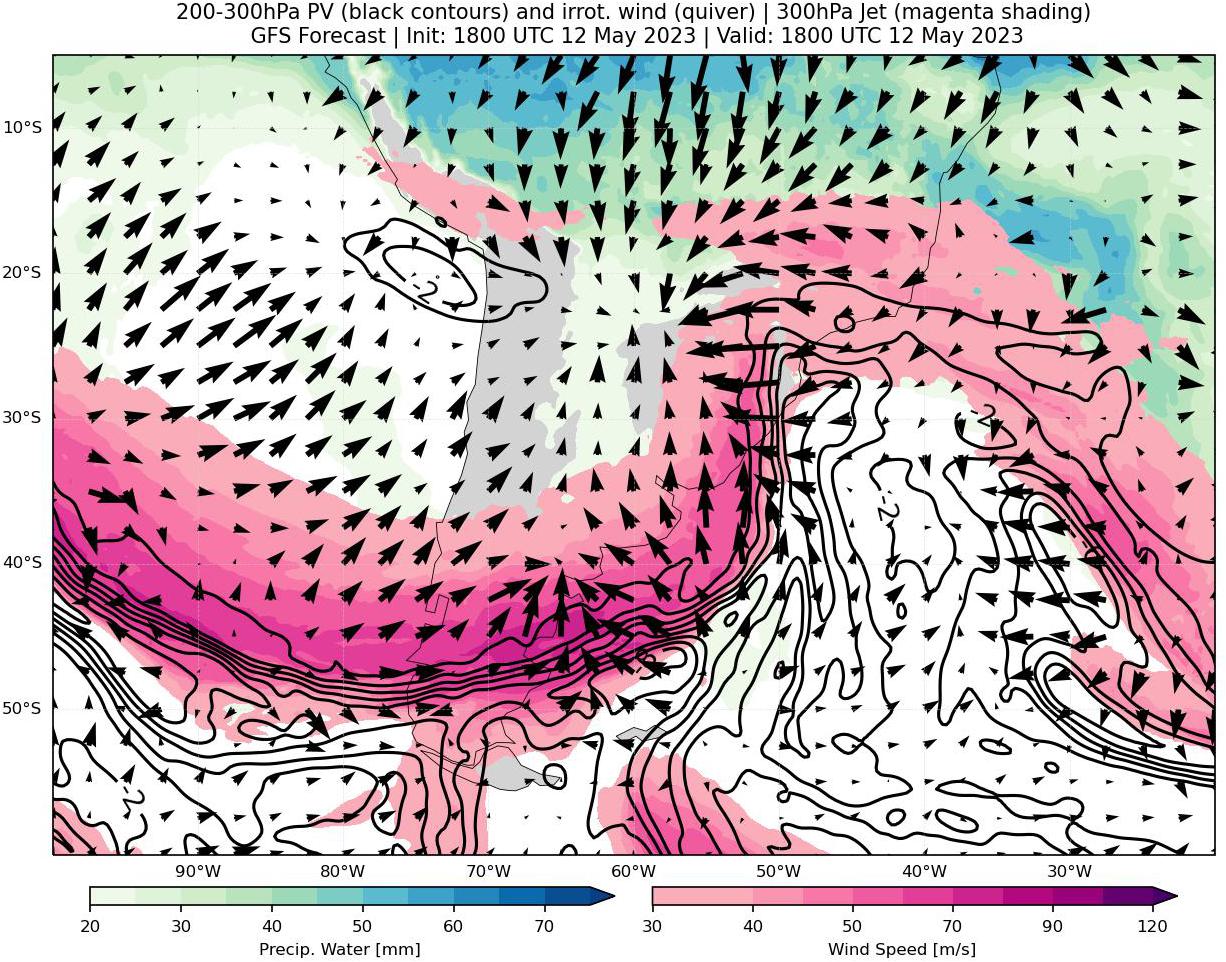 200-300hPa PV (black contours) and irrot. wind (quiver) | 300hPa Jet (magenta shading)
GFS Forecast | Init: 1800 UTC 12 May 2023 | Valid: 1800 UTC 12 May 2023
10°S
20°S
30°S
40°S
50°S
-2
-2
-2
-2
90°W 80°W 70°W 60°W 50°W 40°W 30°W
20 30 40 50 60 70
Precip. Water [mm]
30 40 50 70 90 120
Wind Speed [m/s]